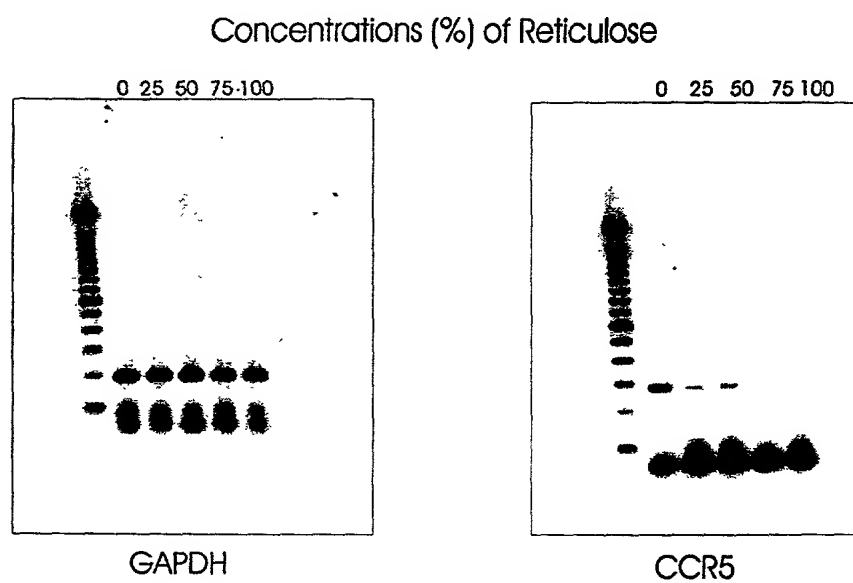 Concentrations (%) of Reticulose
0 25 50 75-100
0 25 50 75 100
GAPDH
CCR5